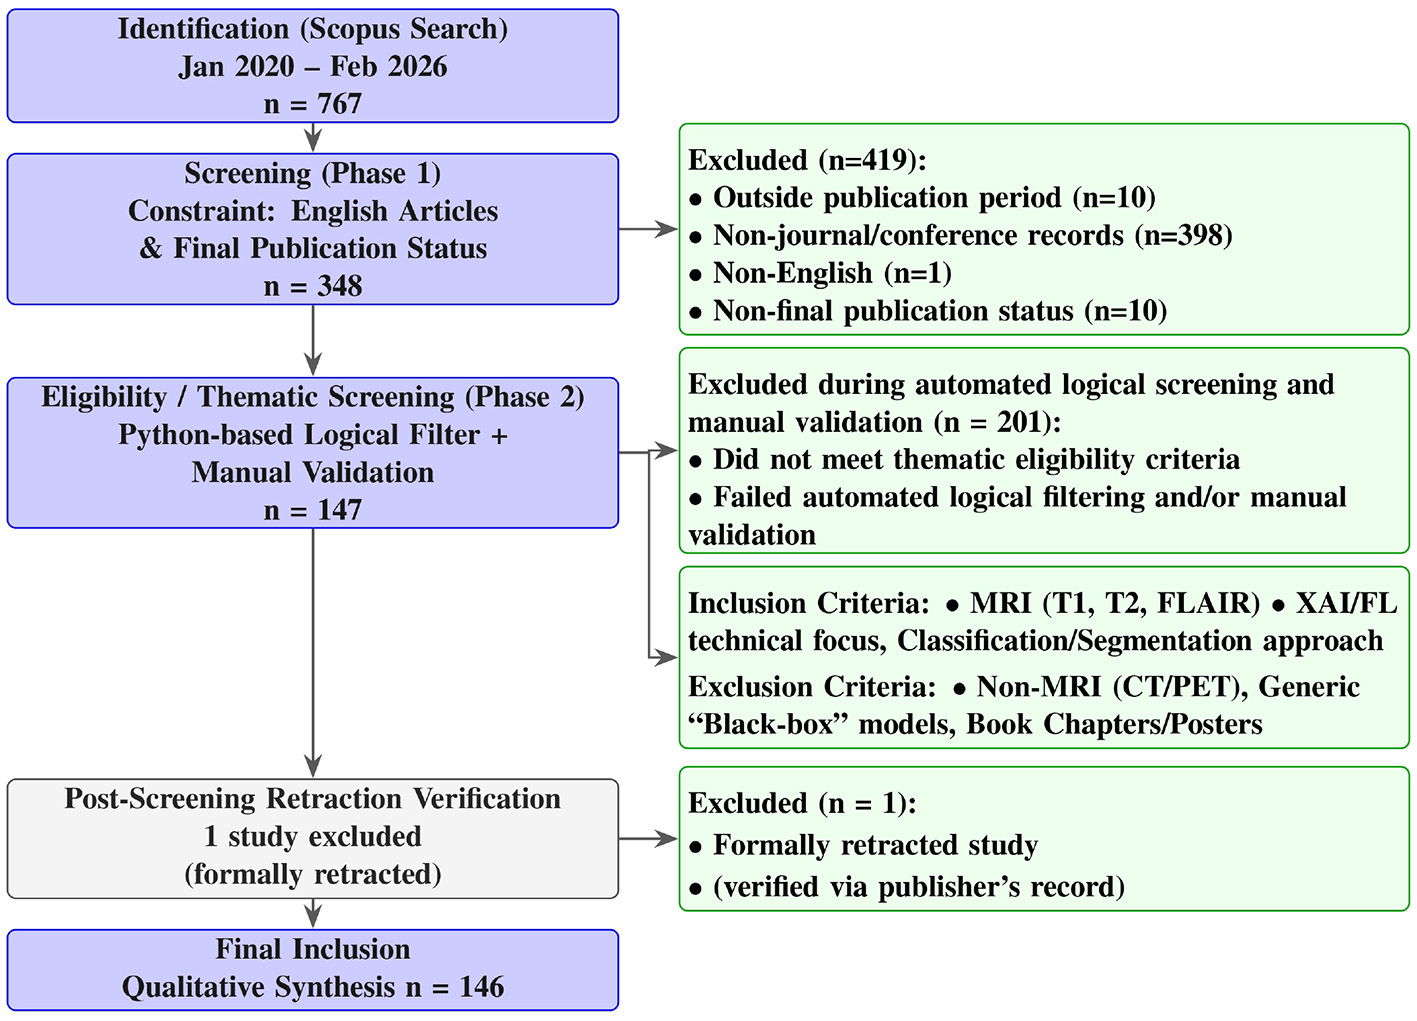 Identification (Scopus Search)
Jan 2020 – Feb 2026
n = 767
Screening (Phase 1)
Constraint: English Articles
& Final Publication Status
n = 348
Excluded (n=419):
• Outside publication period (n=10)
• Non-journal/conference records (n=398)
• Non-English (n=1)
• Non-final publication status (n=10)
Eligibility / Thematic Screening (Phase 2)
Python-based Logical Filter +
Manual Validation
n = 147
Excluded during automated logical screening and
manual validation (n = 201):
• Did not meet thematic eligibility criteria
• Failed automated logical filtering and/or manual
validation
Inclusion Criteria: • MRI (T1, T2, FLAIR) • XAI/FL
technical focus, Classification/Segmentation approach
Exclusion Criteria: • Non-MRI (CT/PET), Generic
“Black-box” models, Book Chapters/Posters
Post-Screening Retraction Verification
1 study excluded
(formally retracted)
Excluded (n = 1):
• Formally retracted study
• (verified via publisher’s record)
Final Inclusion
Qualitative Synthesis n = 146